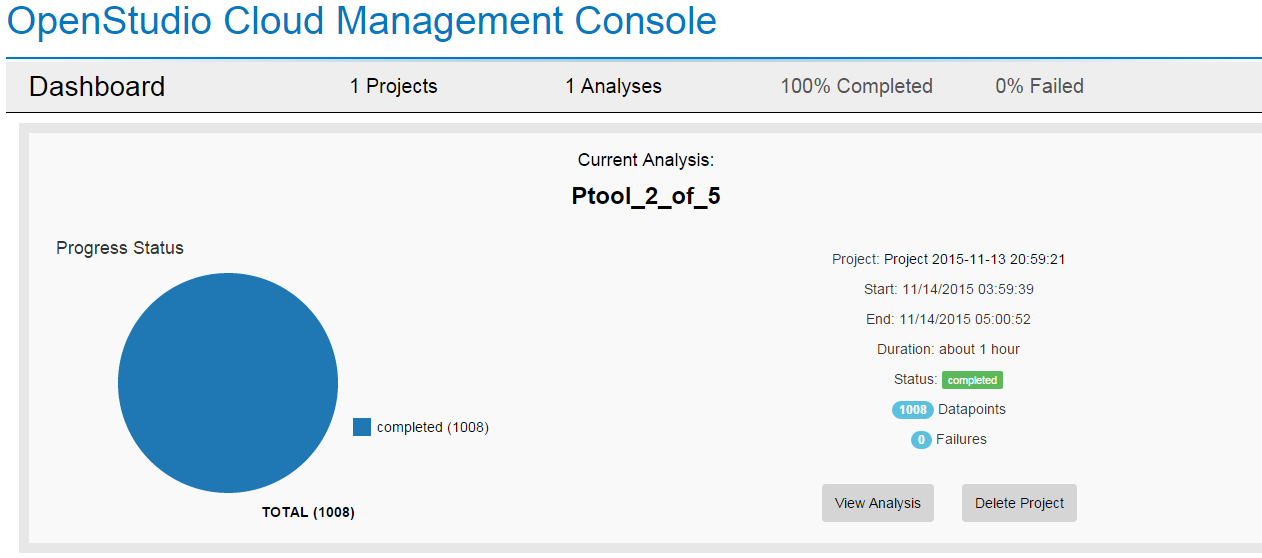 OpenStudio Cloud Management Console
Dashboard 1 Projects 1 Analyses 100% Completed 0% Failed
Current Analysis:
Ptool_2_of_5
Progress Status
completed (1008)
TOTAL (1008)
Project: Project 2015-11-13 20:59:21
Start: 11/14/2015 03:59:39
End: 11/14/2015 05:00:52
Duration: about 1 hour
Status: completed
1008 Datapoints
0 Failures
View Analysis Delete Project